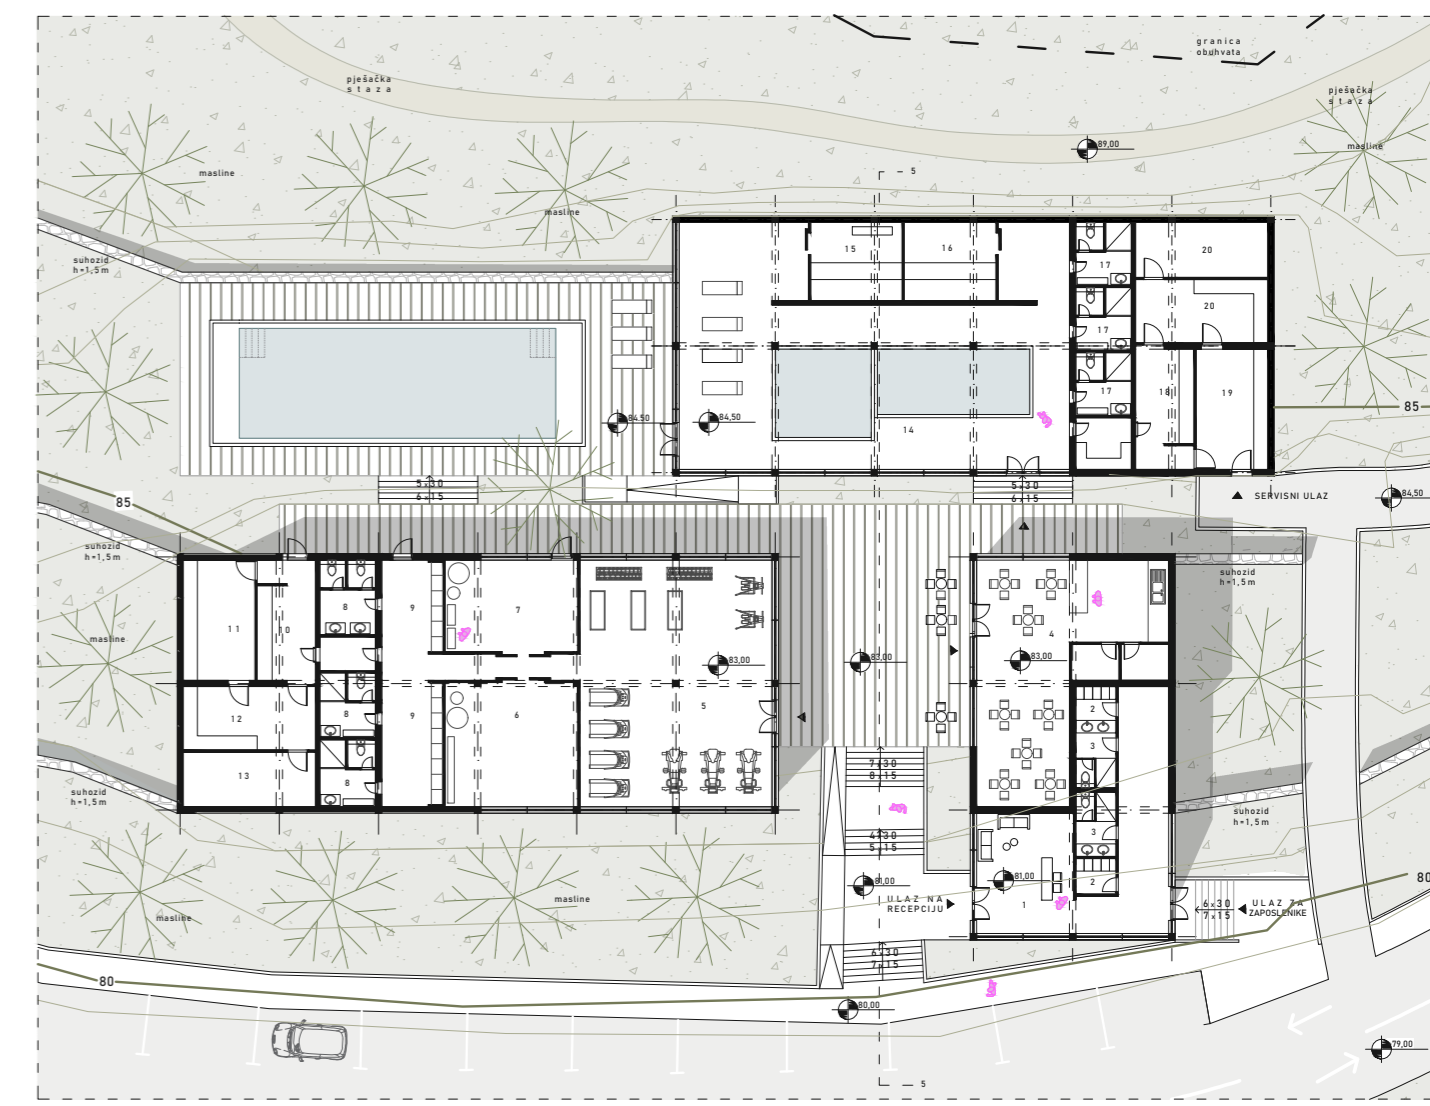 granica
obuhvata
pješačka
staza
pješačka
staza
89,00
masline
masline
5
masline
15
16
20
suhozid
h=1,5m
17
20
17
17
18
19
85
84,50
84,50
14
5x30
6x15
5x30
6x15
SERVISNI ULAZ
84,50
85
suhozid
h=1,5m
suhozid
h=1,5m
11
10
8
9
7
4
masline
83,00
83,00
83,00
12
8
9
6
5
2
3
13
8
7x30
8x15
suhozid
h=1,5m
suhozid
h=1,5m
4x30
5x15
3
81,00
81,00
2
80
masline
masline
ULAZ NA
RECEPCIJU
1
6x30
7x15
ULAZ ZA
ZAPOSLENIKE
6x30
7x15
80
80,00
79,00
5